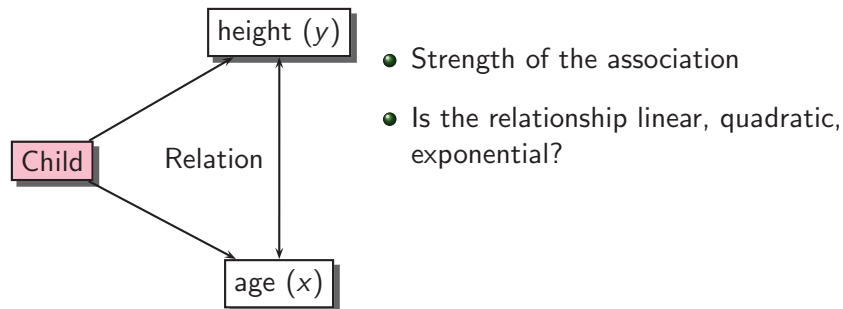 height (y)
Strength of the association
Is the relationship linear, quadratic,
exponential?
Child
Relation
age (x)